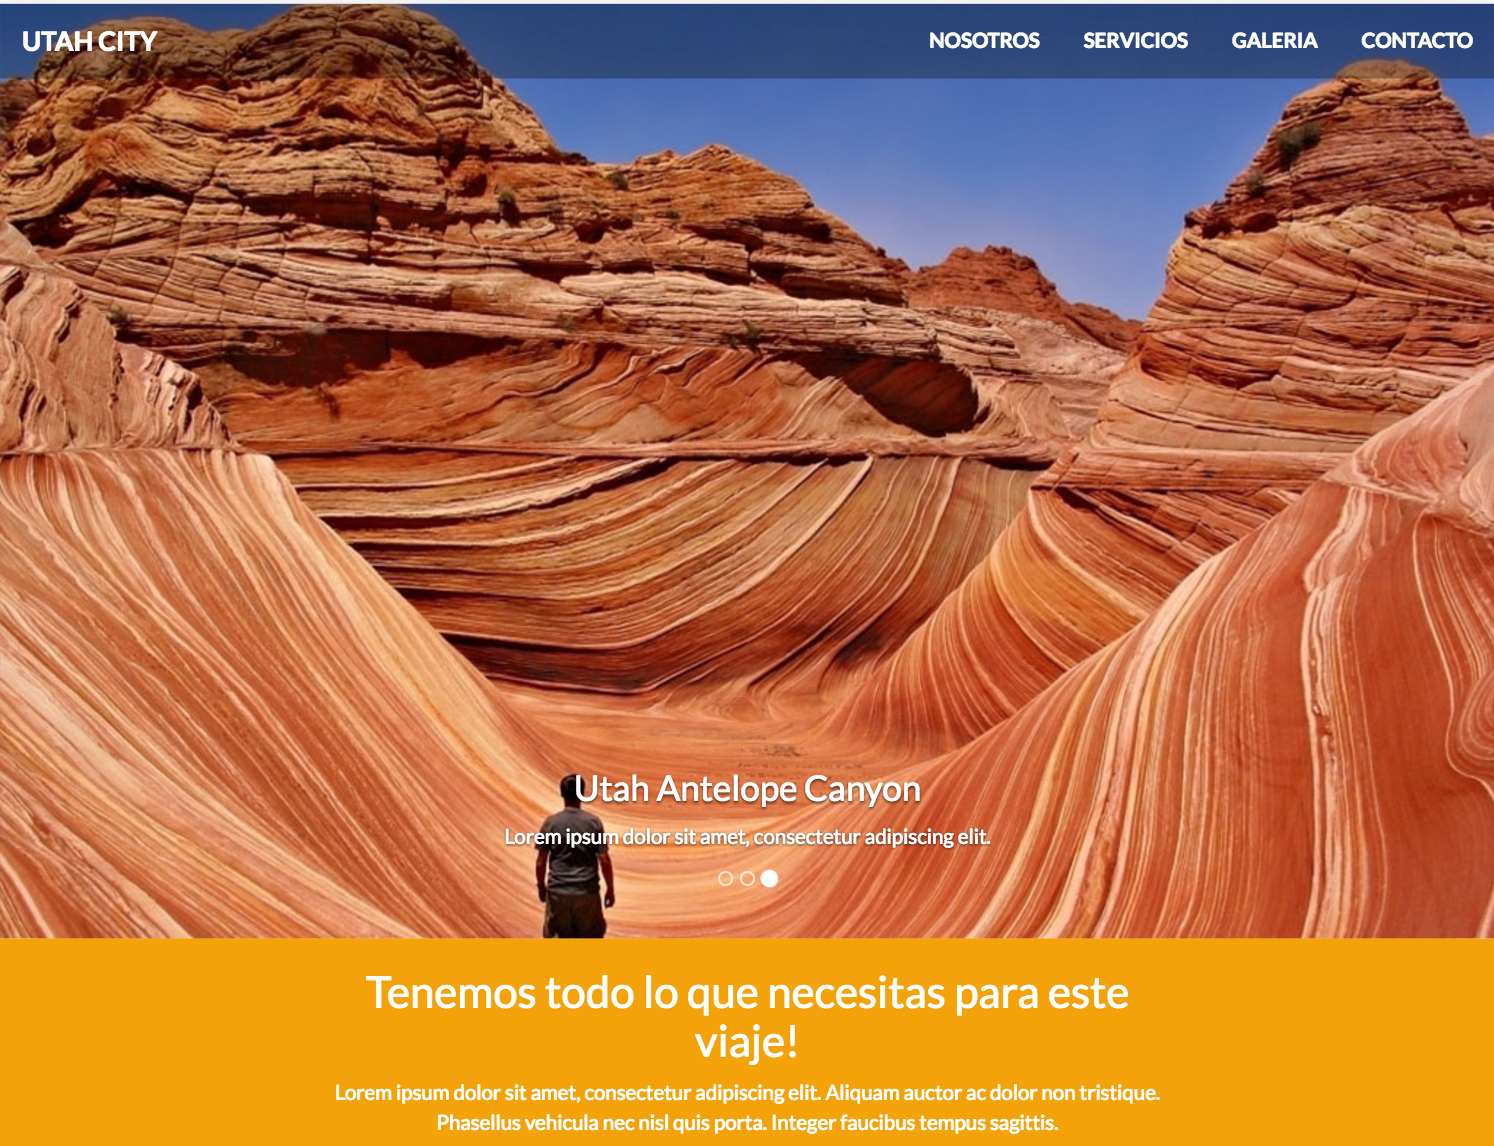 UTAH CITY
NOSOTROS SERVICIOS GALERIA CONTACTO
Utah Antelope Canyon
Lorem ipsum dolor sit amet, consectetur adipiscing elit.
Tenemos todo lo que necesitas para este
viaje!
Lorem ipsum dolor sit amet, consectetur adipiscing elit. Aliquam auctor ac dolor non tristique.
Phasellus vehicula nec nisl quis porta. Integer faucibus tempus sagittis.